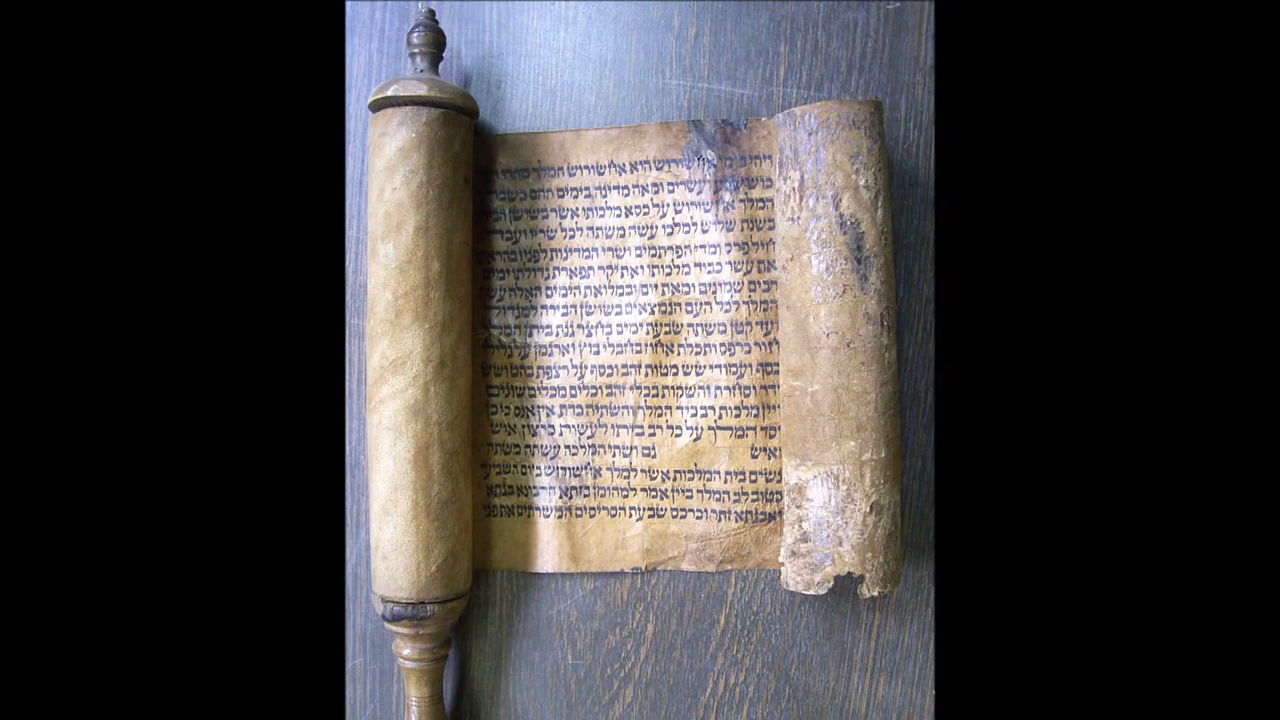 ויהי בימי אחשורוש הוא אחשורוש המלך מהדו
כוש שבע ועשרים ומאה מדינה בימים ההם כשבת
המלך אחשורוש על כסא מלכותו אשר בשושן
בשנת שלוש למלכו עשה משתה לכל שריו ועבדיו
חיל פרס ומדי הפרתמים ושרי המדינות לפניו בהראתו
את עשר כבוד מלכותו ואת יקר תפארת גדולתו ימים
רבים שמונים ומאת יום ובמלואת הימים האלה עשה
המלך לכל העם הנמצאים בשושן הבירה למגדול
ועד קטן משתה שבעת ימים בחצר גנת ביתן המלך
חור כרפס ותכלת אחוז בחבלי בוץ וארגמן על גלילי
כסף ועמודי שש מטות זהב וכסף על רצפת בהט ושש
ודר וסחרת והשקות בכלי זהב וכלים מכלים שונים
ויין מלכות רב כיד המלך והשתיה כדת אין אנס כי כן
יסד המלך על כל רב ביתו לעשות כרצון איש
ואיש גם ושתי המלכה עשתה משתה
נשים בית המלכות אשר למלך אחשורוש ביום השביעי
כטוב לב המלך ביין אמר למהומן בזתא חרבונא בגתא
ואבגתא זתר וכרכס שבעת הסריסים המשרתים את פני